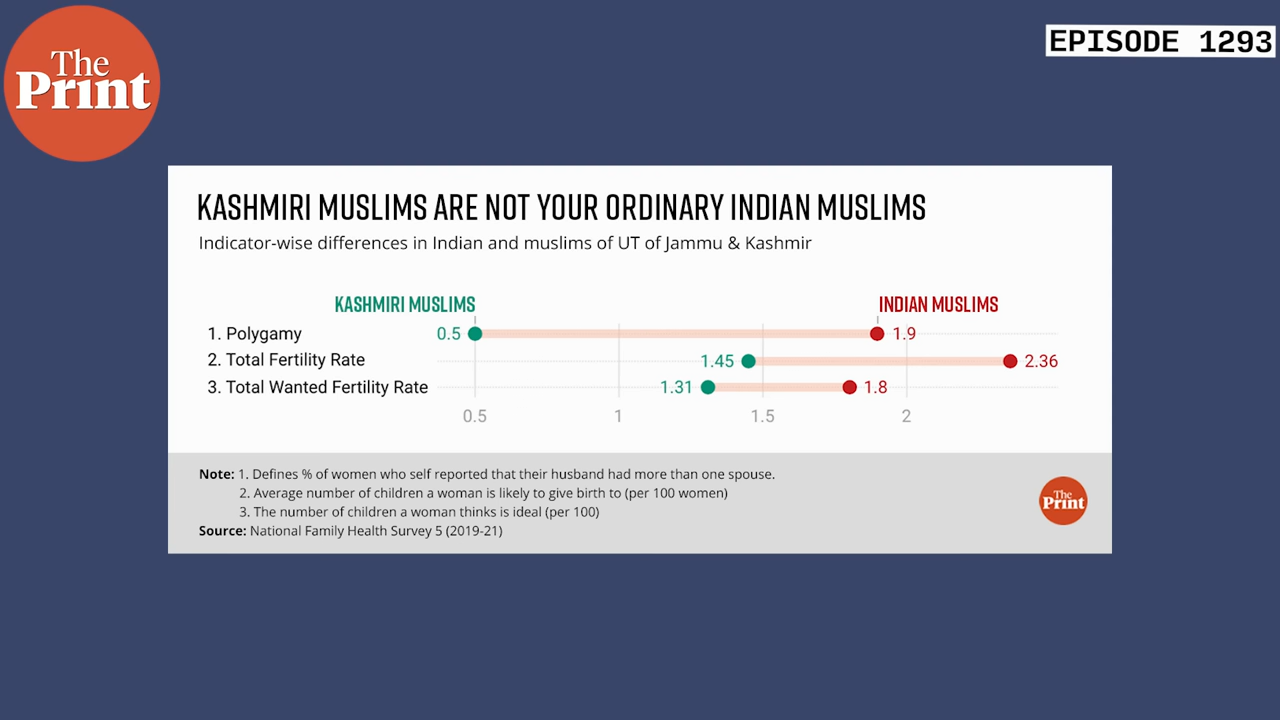 The
Print
EPISODE 1293
KASHMIRI MUSLIMS ARE NOT YOUR ORDINARY INDIAN MUSLIMS
Indicator-wise differences in Indian and muslims of UT of Jammu & Kashmir
KASHMIRI MUSLIMS INDIAN MUSLIMS
1. Polygamy 0.5 1.9
2. Total Fertility Rate 1.45 2.36
3. Total Wanted Fertility Rate 1.31 1.8
0.5 1 1.5 2
Note: 1. Defines % of women who self reported that their husband had more than one spouse.
2. Average number of children a woman is likely to give birth to (per 100 women)
3. The number of children a woman thinks is ideal (per 100)
Source: National Family Health Survey 5 (2019-21)
The
Print